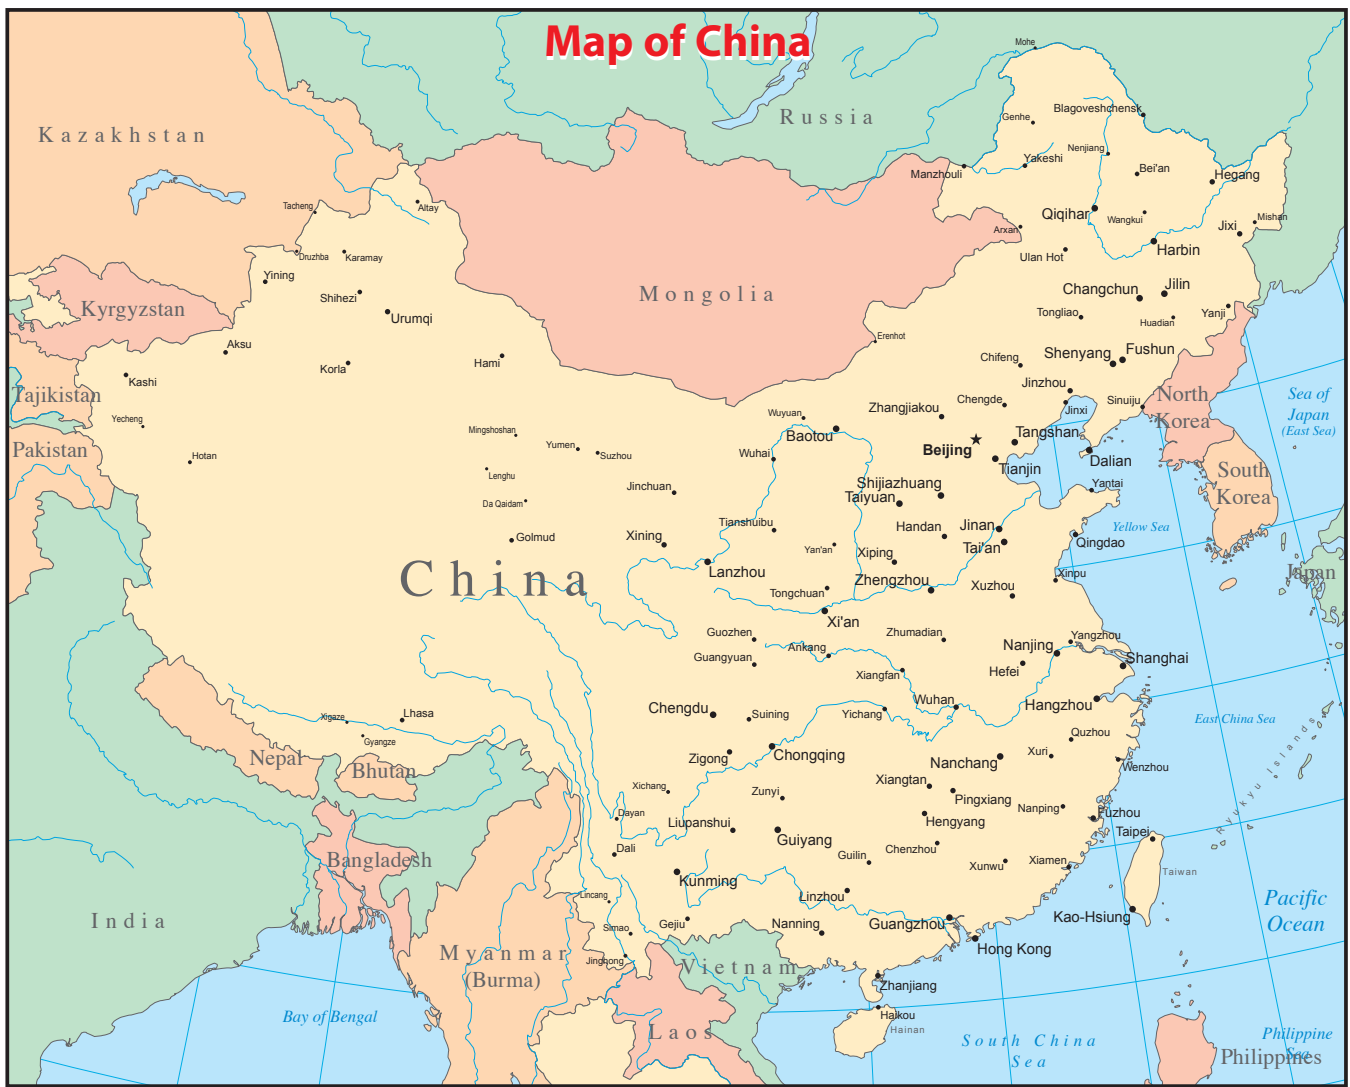 Map of China
Mohe
Russia
Blagoveshchensk
Genhe
Kazakhstan
Nenjiang
Yakeshi
Manzhouli
Bei'an
Hegang
Tacheng
Altay
Qiqihar
Wangkui
Mishan
Jixi
Arxan
Harbin
Druzhba
Karamay
Ulan Hot
Yining
Shihezi
Mongolia
Changchun
Jilin
Kyrgyzstan
Urumqi
Tongliao
Huadian
Yanji
Erenhot
Aksu
Shenyang
Fushun
Chifeng
Hami
Korla
Kashi
Jinzhou
Tajikistan
North
Korea
Sea of
Japan
(East Sea)
Chengde
Sinuiju
Zhangjiakou
Jinxi
Wuyuan
Yecheng
Mingshoshan
Baotou
Tangshan
Beijing
Pakistan
Yumen
Suzhou
Wuhai
Hotan
Tianjin
Dalian
South
Korea
Lenghu
Jinchuan
Shijiazhuang
Taiyuan
Yantai
Da Qaidam
Tianshuibu
Handan
Jinan
Yellow Sea
Golmud
Xining
Yan'an
Xiping
Tai'an
Qingdao
China
Lanzhou
Zhengzhou
Xuzhou
Xinpu
Japan
Tongchuan
Xi'an
Guozhen
Zhumadian
Ankang
Nanjing
Yangzhou
Guangyuan
Shanghai
Xiangfan
Hefei
Chengdu
Suining
Yichang
Wuhan
Hangzhou
Lhasa
Xigaze
East China Sea
Gyangze
Quzhou
Nepal
Bhutan
Zigong
Chongqing
Nanchang
Xuri
Wenzhou
Ryukyu Islands
Xichang
Zunyi
Xiangtan
Pingxiang
Nanping
Dayan
Liupanshui
Hengyang
Fuzhou
Guiyang
Taipei
Dali
Guilin
Chenzhou
Bangladesh
Xunwu
Xiamen
Taiwan
Kunming
Lincang
Linzhou
Pacific
Ocean
India
Simao
Gejiu
Nanning
Guangzhou
Kao-Hsiung
Hong Kong
Myanmar
(Burma)
Jinghong
Vietnam
Zhanjiang
Bay of Bengal
Haikou
Hainan
Laos
South China
Sea
Philippine
Sea
Philippines